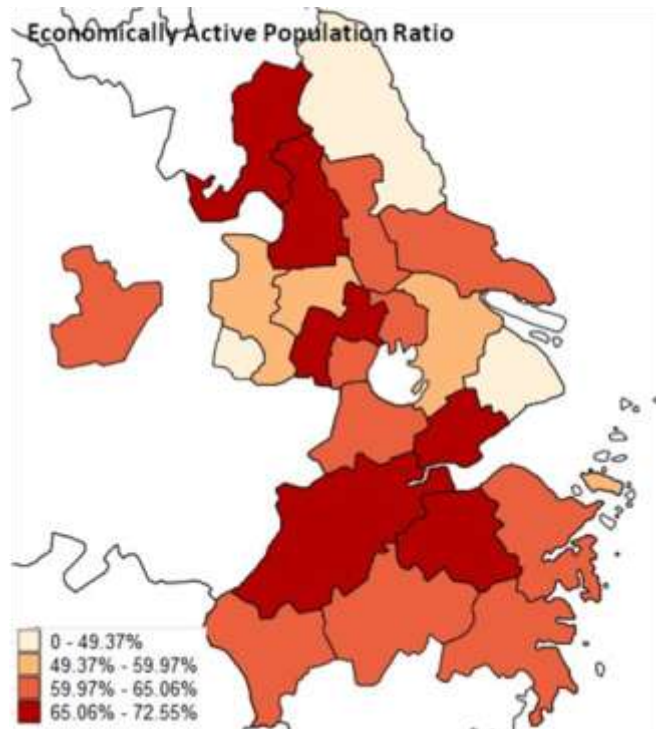 Economically Active Population Ratio
0 - 49.37%
49.37% - 59.97%
59.97% - 65.06%
65.06% - 72.55%